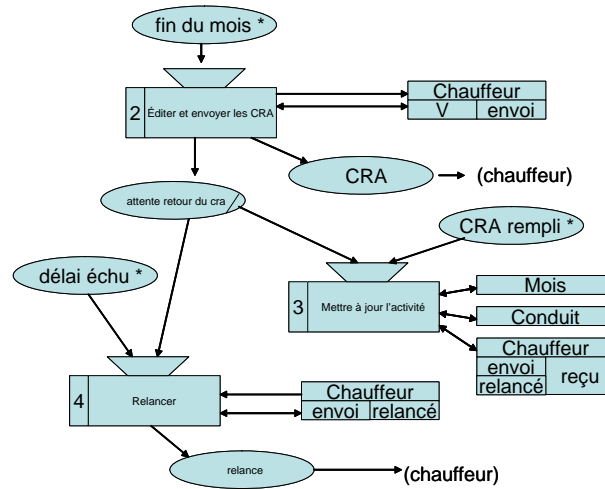 fin du mois *
2
Éditer et envoyer les CRA
Chauffeur
V
envoi
CRA
(chauffeur)
attente retour du cra
CRA rempli *
délai échu *
3
Mettre à jour l'activité
Mois
Conduit
Chauffeur
envoi
relancé
reçu
4
Relancer
Chauffeur
envoi
relancé
relance
(chauffeur)